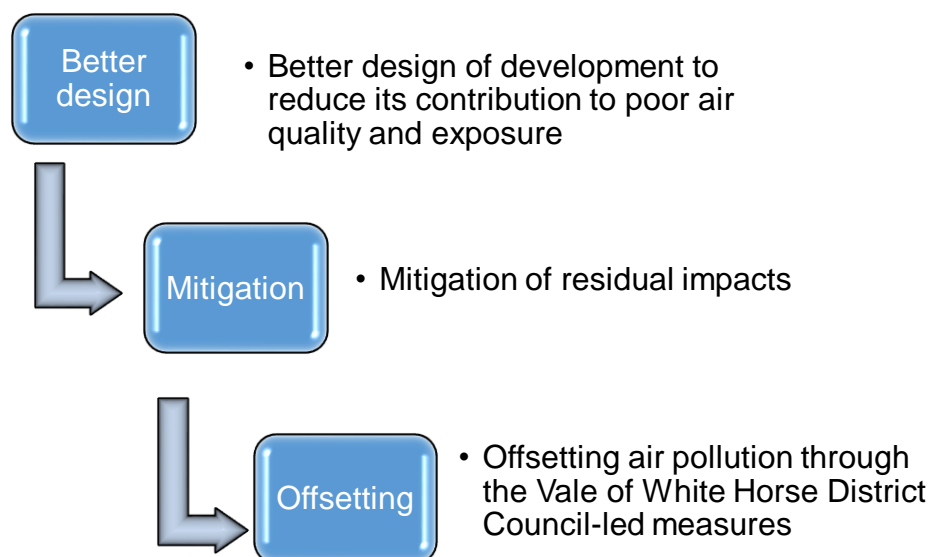 Better
design
• Better design of development to
reduce its contribution to poor air
quality and exposure
Mitigation
• Mitigation of residual impacts
Offsetting
• Offsetting air pollution through
the Vale of White Horse District
Council-led measures